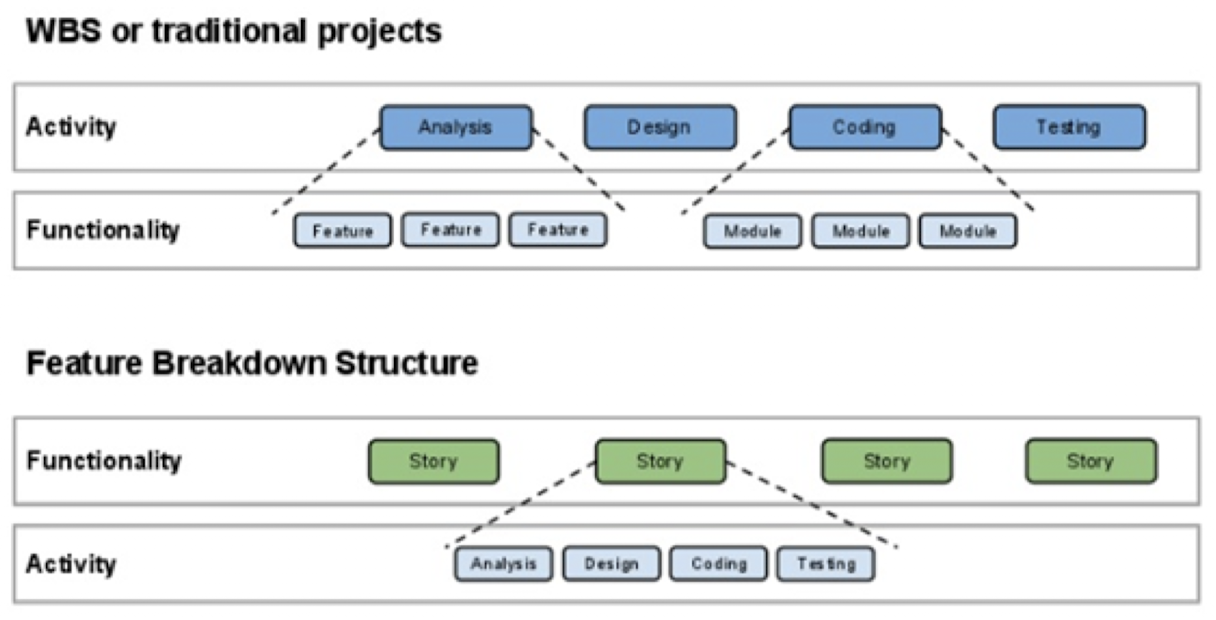 WBS or traditional projects
Activity Analysis Design Coding Testing
Functionality Feature Feature Feature Module Module Module
Feature Breakdown Structure
Functionality Story Story Story Story
Activity Analysis Design Coding Testing